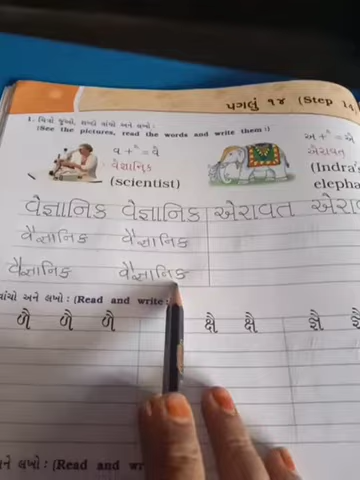 પગલું ૧૪ (Step 14
1. ચિત્રો જુઓ, શબ્દો વાંચો અને લખો :
(See the pictures, read the words and write them :)
વ + ૈ = વૈ
વૈજ્ઞાનિક
(scientist)
અ + ૈ = ઐ
ઐરાવત
(Indra's
elepha
વૈજ્ઞાનિક વૈજ્ઞાનિક ઐરાવત ઐરાવ
વૈજ્ઞાનિક વૈજ્ઞાનિક
વૈજ્ઞાનિક વૈજ્ઞાનિક
વાંચો અને લખો : (Read and write :
ળૈ ળૈ ળૈ ક્ષૈ ક્ષૈ જ્ઞૈ
ને લખો : (Read and wr